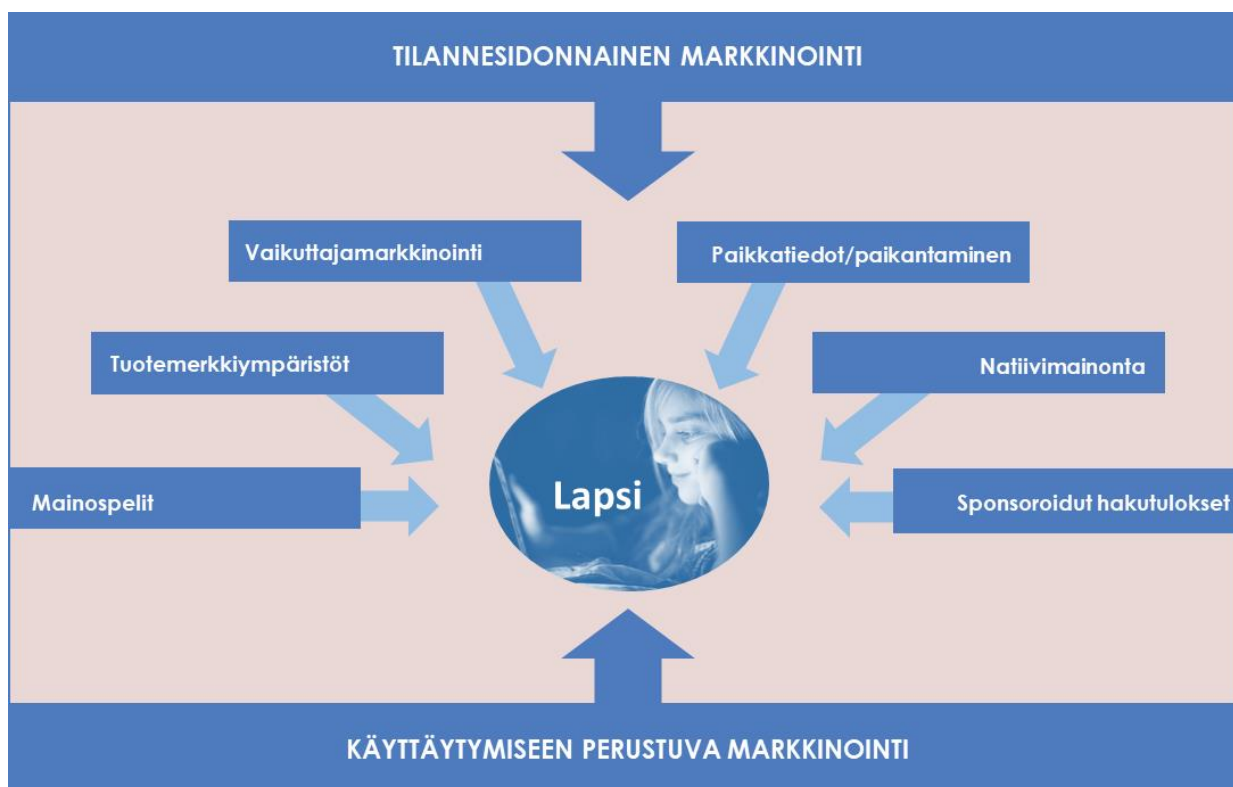 TILANNESIDONNAINEN MARKKINOINTI
Vaikuttajamarkkinointi
Paikkatiedot/paikantaminen
Tuotemerkkiympäristöt
Natiivimainonta
Mainospelit
Lapsi
Sponsoroidut hakutulokset
KÄYTTÄYTYMISEEN PERUSTUVA MARKKINOINTI